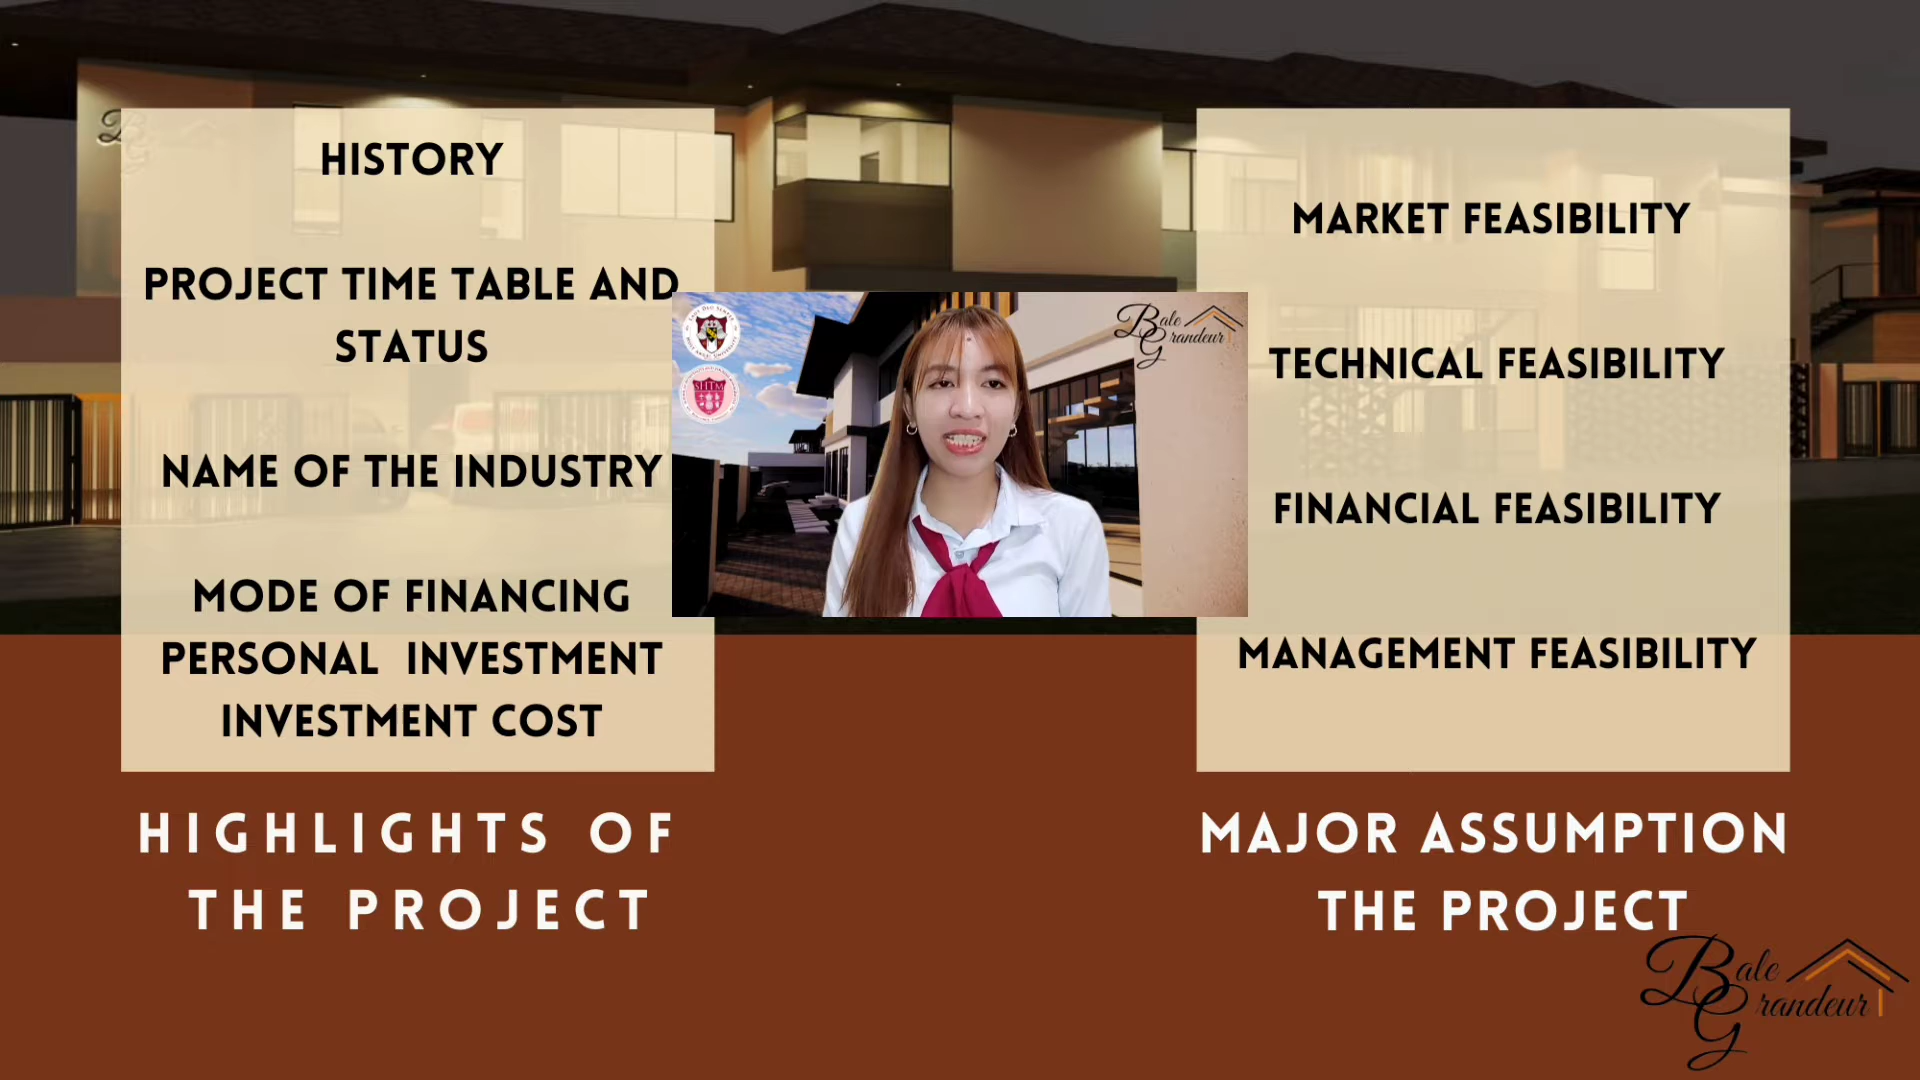 HISTORY
PROJECT TIME TABLE AND
STATUS
NAME OF THE INDUSTRY
MODE OF FINANCING
PERSONAL INVESTMENT
INVESTMENT COST
HIGHLIGHTS OF
THE PROJECT
Bale
Grandeur
SHTM
MARKET FEASIBILITY
TECHNICAL FEASIBILITY
FINANCIAL FEASIBILITY
MANAGEMENT FEASIBILITY
MAJOR ASSUMPTION
THE PROJECT
Bale
Grandeur